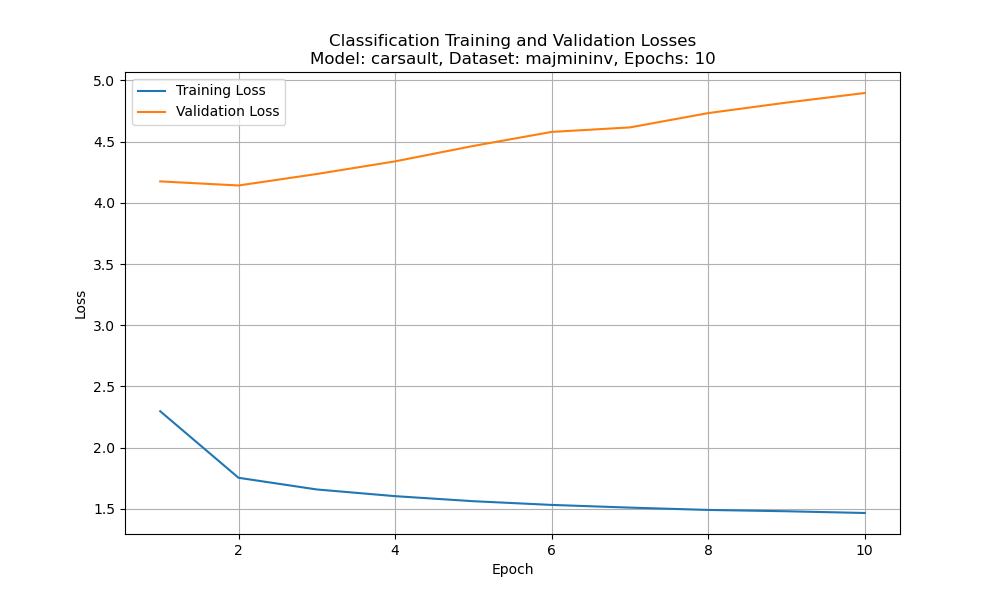 Classification Training and Validation Losses
Model: carsault, Dataset: majmininv, Epochs: 10
Training Loss
Validation Loss
5.0
4.5
4.0
3.5
3.0
2.5
2.0
1.5
Loss
2 4 6 8 10
Epoch